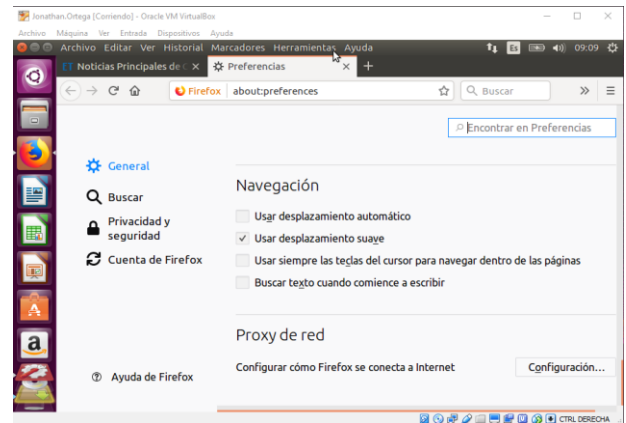 Jonathan.Ortega [Corriendo] - Oracle VM VirtualBox
Archivo Máquina Ver Entrada Dispositivos Ayuda
Archivo Editar Ver Historial Marcadores Herramientas Ayuda Es 09:09
ET Noticias Principales de C Preferencias
Firefox about:preferences Buscar
Encontrar en Preferencias
General
Buscar
Privacidad y
seguridad
Cuenta de Firefox
Ayuda de Firefox
Navegación
Usar desplazamiento automático
Usar desplazamiento suave
Usar siempre las teclas del cursor para navegar dentro de las páginas
Buscar texto cuando comience a escribir
Proxy de red
Configurar cómo Firefox se conecta a Internet Configuración...
CTRL DERECHA